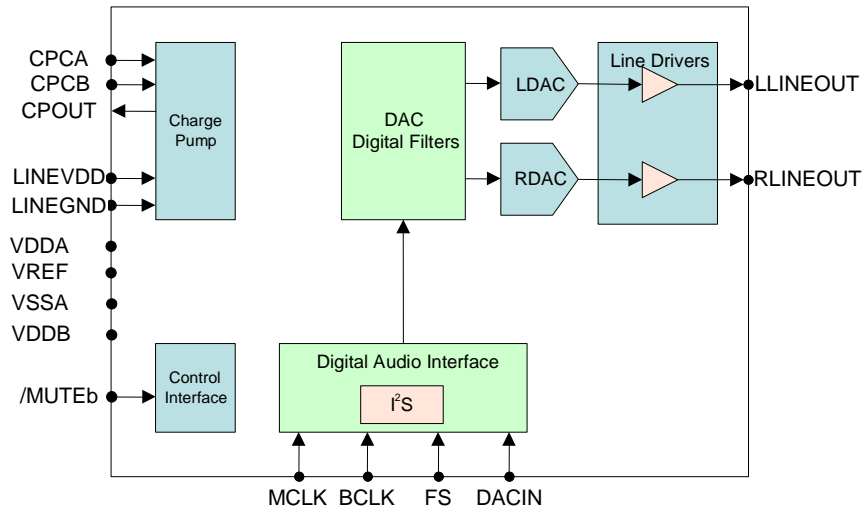 CPCA
CPCB
CPOUT
LINEVDD
LINEGND
VDDA
VREF
VSSA
VDDB
/MUTEb
Charge
Pump
Control
Interface
DAC
Digital Filters
LDAC
RDAC
Line Drivers
LLINEOUT
RLINEOUT
Digital Audio Interface
I²S
MCLK
BCLK
FS
DACIN